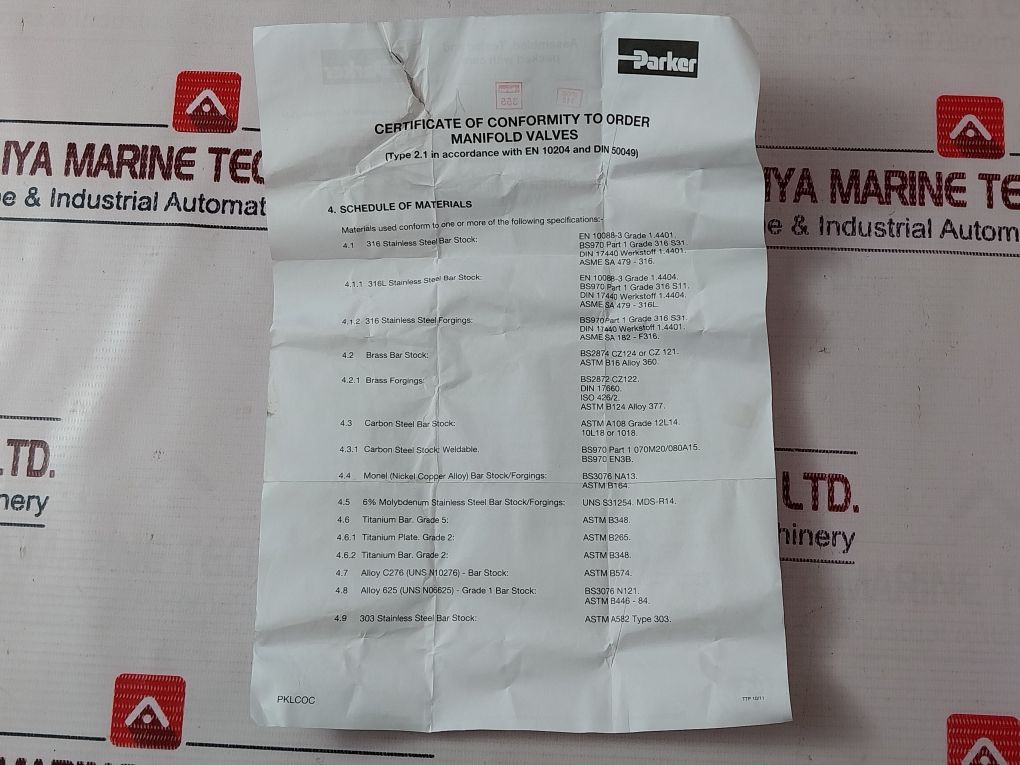 Parker
CERTIFICATE OF CONFORMITY TO ORDER
MANIFOLD VALVES
(Type 2.1 in accordance with EN 10204 and DIN 50049)
4. SCHEDULE OF MATERIALS
Materials used conform to one or more of the following specifications:-
4.1 316 Stainless Steel Bar Stock: EN 10088-3 Grade 1.4401.
BS970 Part 1 Grade 316 S31.
DIN 17440 Werkstoff 1.4401.
ASME SA 479 - 316.
4.1.1 316L Stainless Steel Bar Stock: EN 10088-3 Grade 1.4404.
BS970 Part 1 Grade 316 S11.
DIN 17440 Werkstoff 1.4404.
ASME SA 479 - 316L.
4.1.2 316 Stainless Steel Forgings: BS970 Part 1 Grade 316 S31.
DIN 17440 Werkstoff 1.4401.
ASME SA 182 - F316.
4.2 Brass Bar Stock: BS2874 CZ124 or CZ 121.
ASTM B16 Alloy 360.
4.2.1 Brass Forgings: BS2872 CZ122.
DIN 17660.
ISO 426/2.
ASTM B124 Alloy 377.
4.3 Carbon Steel Bar Stock: ASTM A108 Grade 12L14.
10L18 or 1018.
4.3.1 Carbon Steel Stock: Weldable. BS970 Part 1 070M20/080A15.
BS970 EN3B.
4.4 Monel (Nickel Copper Alloy) Bar Stock/Forgings: BS3076 NA13.
ASTM B164.
4.5 6% Molybdenum Stainless Steel Bar Stock/Forgings: UNS S31254. MDS-R14.
4.6 Titanium Bar. Grade 5: ASTM B348.
4.6.1 Titanium Plate. Grade 2: ASTM B265.
4.6.2 Titanium Bar. Grade 2: ASTM B348.
4.7 Alloy C276 (UNS N10276) - Bar Stock: ASTM B574.
4.8 Alloy 625 (UNS N06625) - Grade 1 Bar Stock: BS3076 N121.
ASTM B446 - 84.
4.9 303 Stainless Steel Bar Stock: ASTM A582 Type 303.
PKLCOC
TTP 10/11
IYA MARINE TEC
e & Industrial Automat
IYA MARINE TE
e & Industrial Autom
LTD.
nery
LTD.
hinery